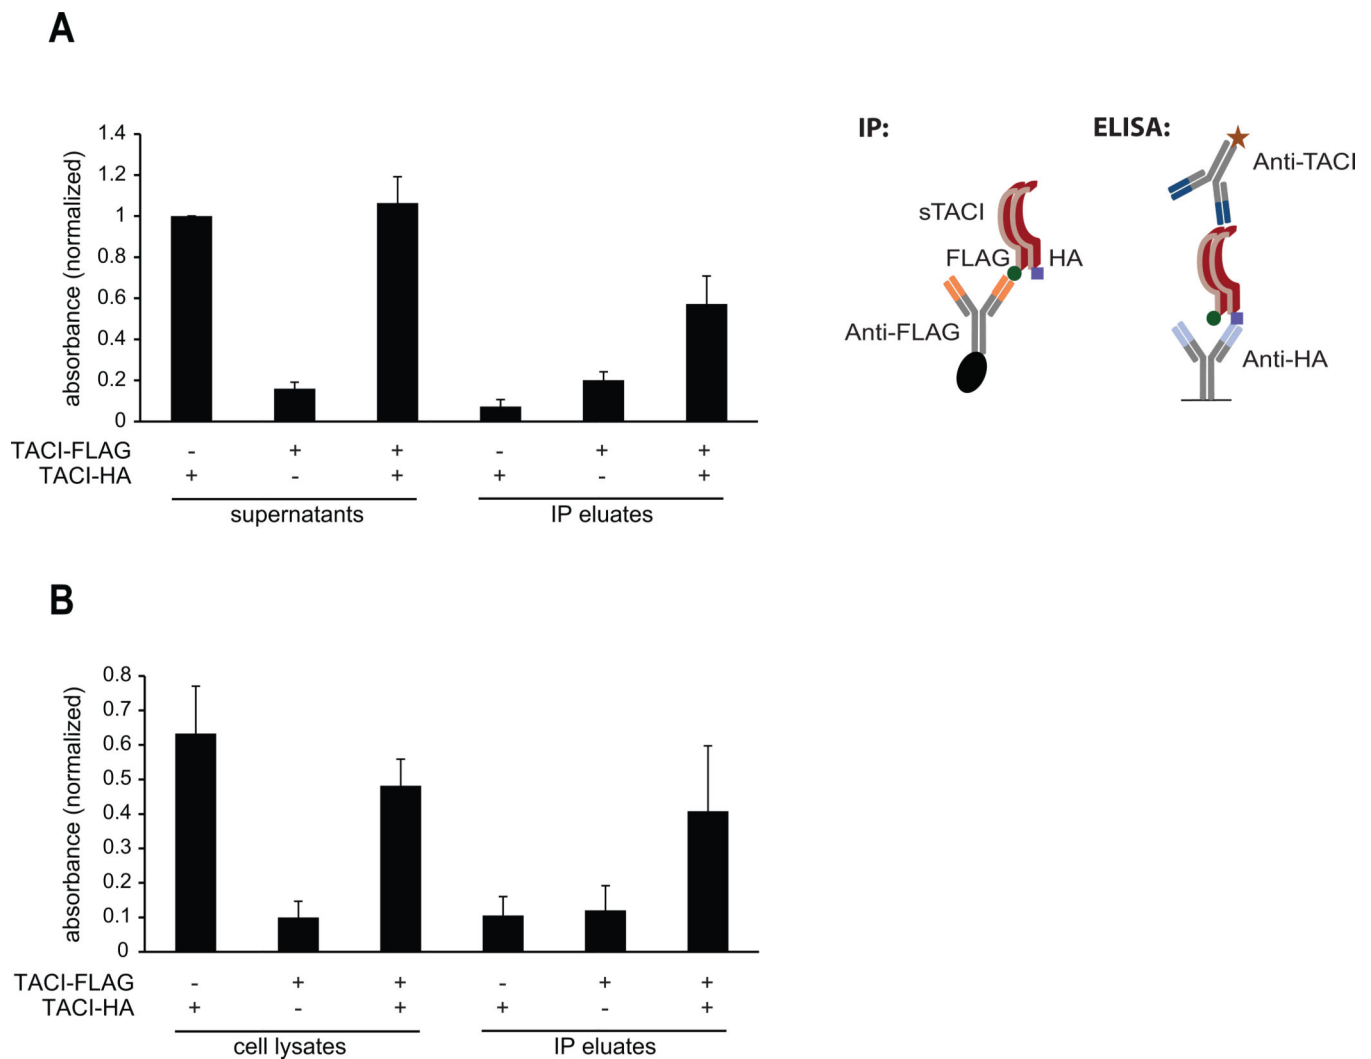 A
absorbance (normalized)
1.4
1.2
1
0.8
0.6
0.4
0.2
0
TACI-FLAG - + + - + +
TACI-HA + - + + - +
supernatants IP eluates
IP:
sTACI
FLAG HA
Anti-FLAG
ELISA:
Anti-TACI
Anti-HA
B
absorbance (normalized)
0.8
0.7
0.6
0.5
0.4
0.3
0.2
0.1
0
TACI-FLAG - + + - + +
TACI-HA + - + + - +
cell lysates IP eluates